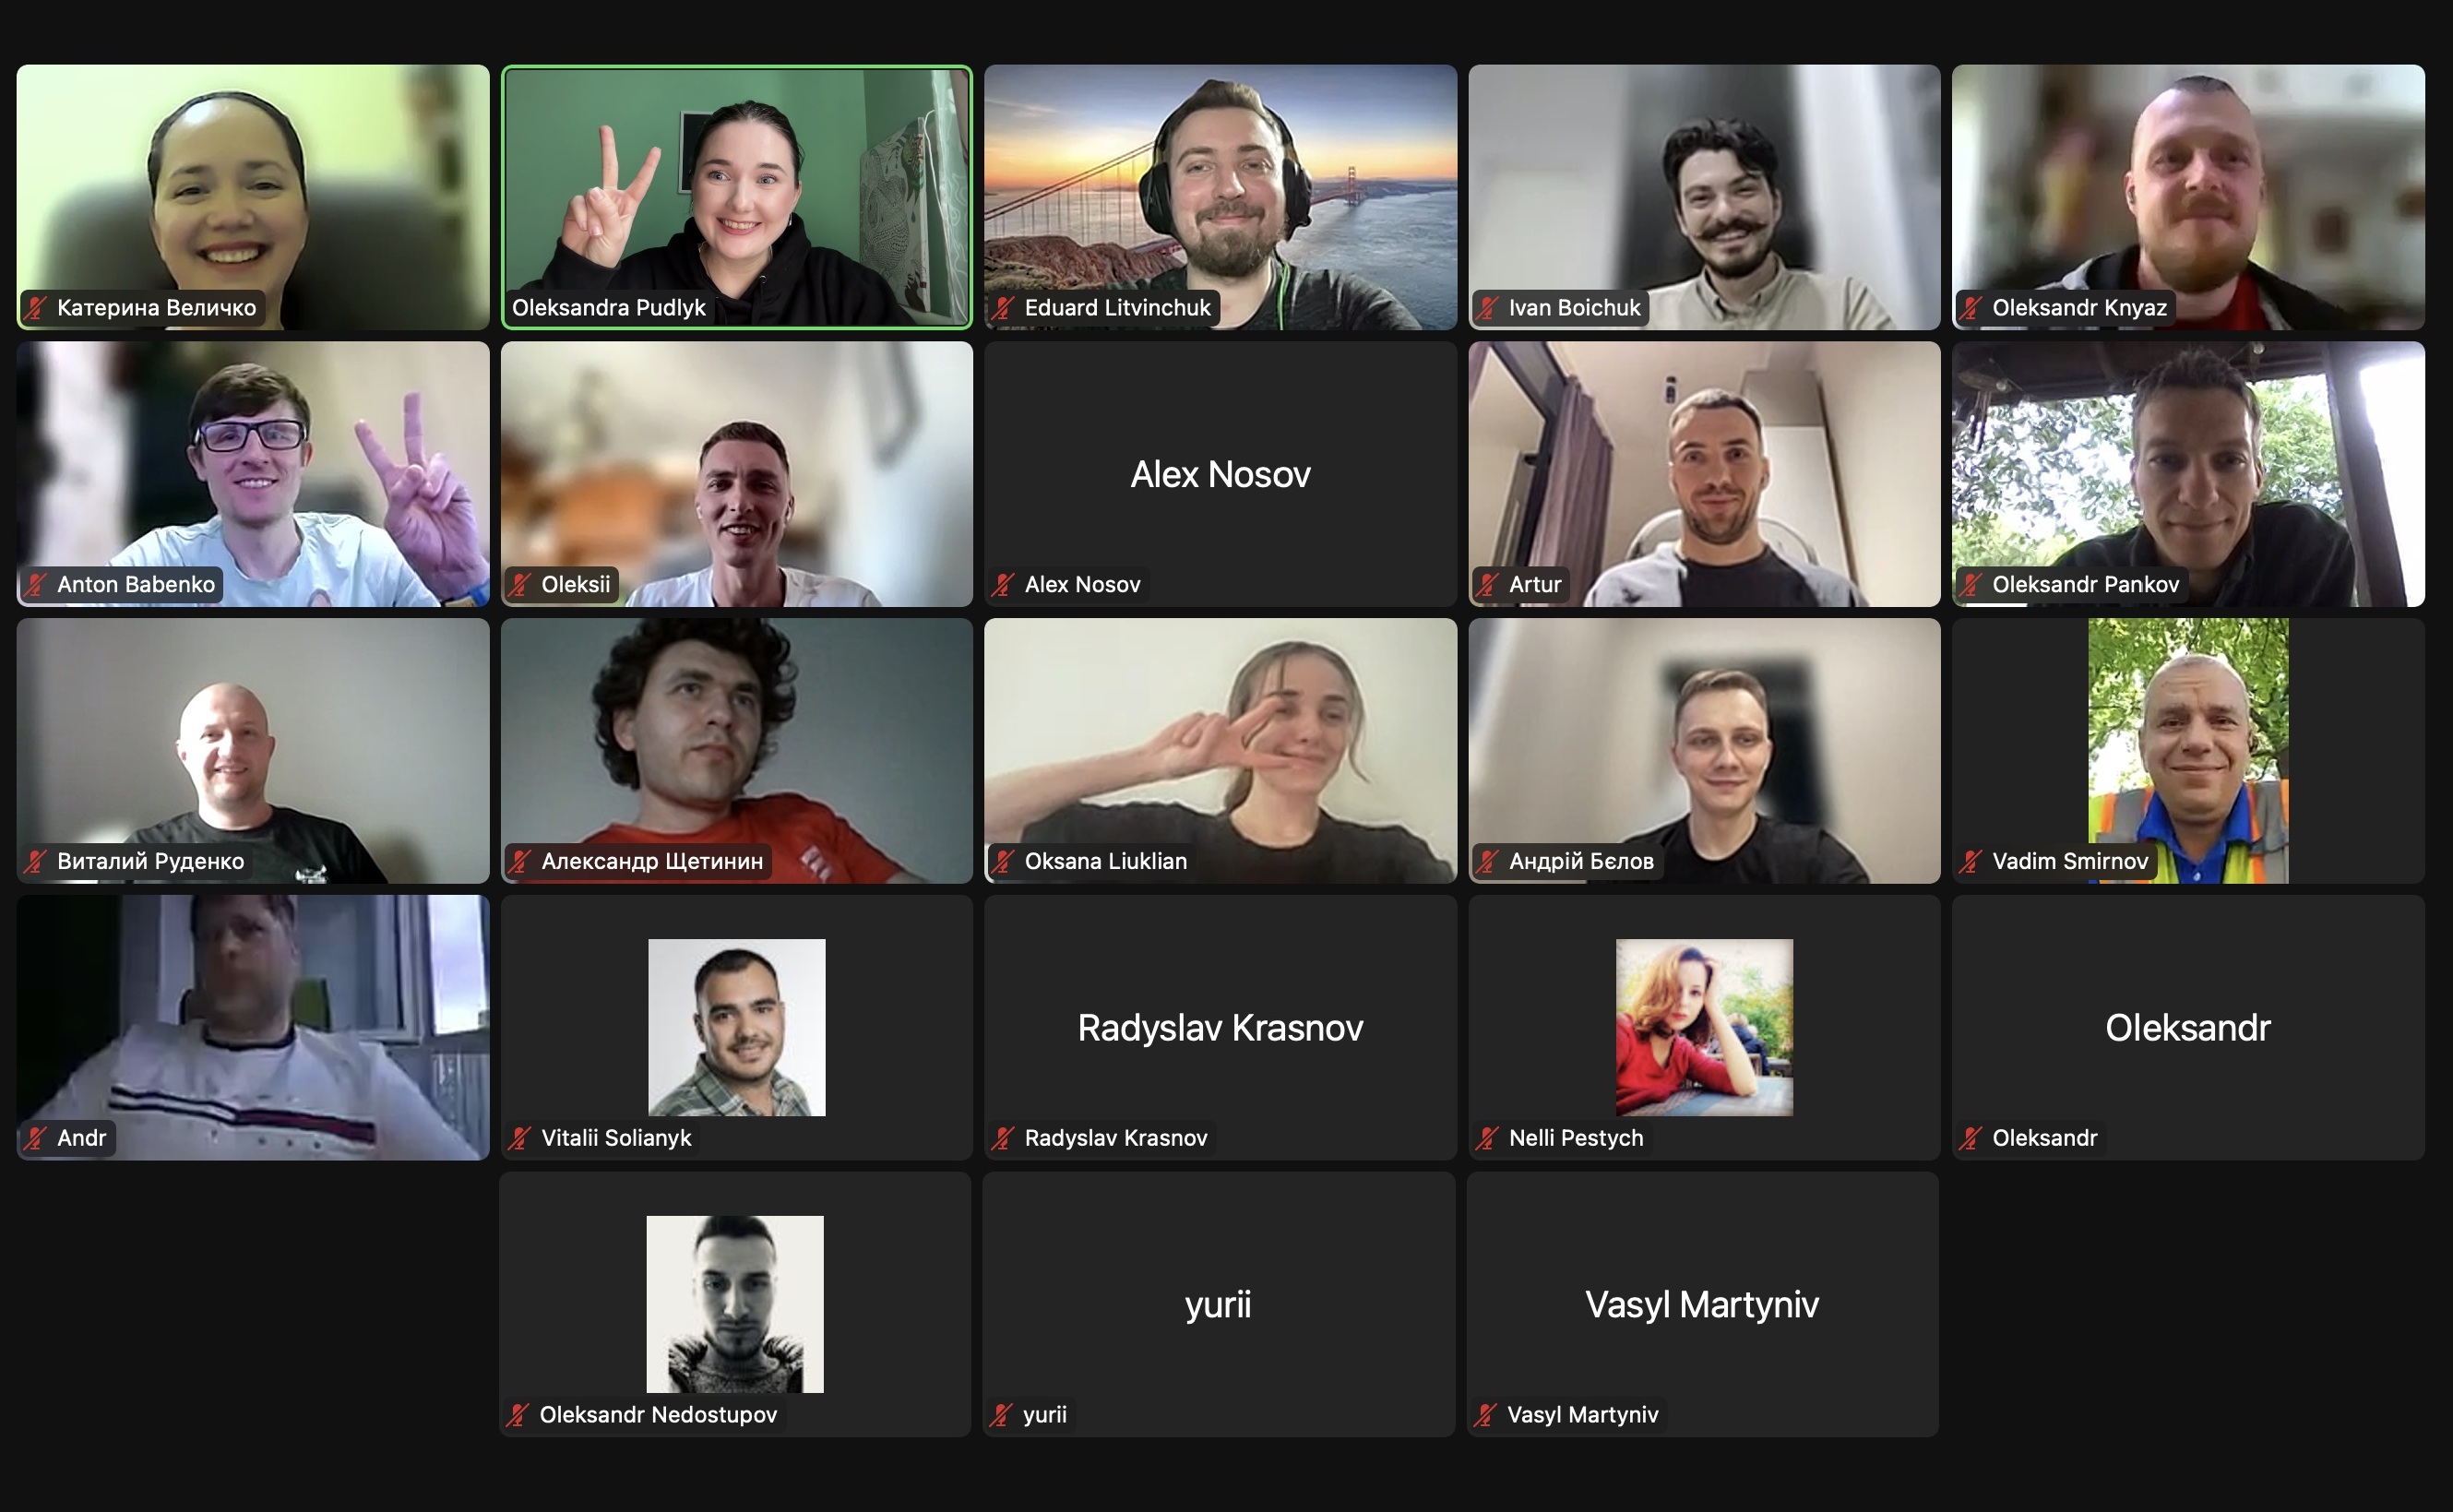 Катерина Величко
Oleksandra Pudlyk
Eduard Litvinchuk
Ivan Boichuk
Oleksandr Knyaz
Anton Babenko
Oleksii
Alex Nosov
Alex Nosov
Artur
Oleksandr Pankov
Виталий Руденко
Александр Щетинин
Oksana Liuklian
Андрій Бєлов
Vadim Smirnov
Andr
Vitalii Solianyk
Radyslav Krasnov
Radyslav Krasnov
Nelli Pestych
Oleksandr
Oleksandr
Oleksandr Nedostupov
yurii
yurii
Vasyl Martyniv
Vasyl Martyniv